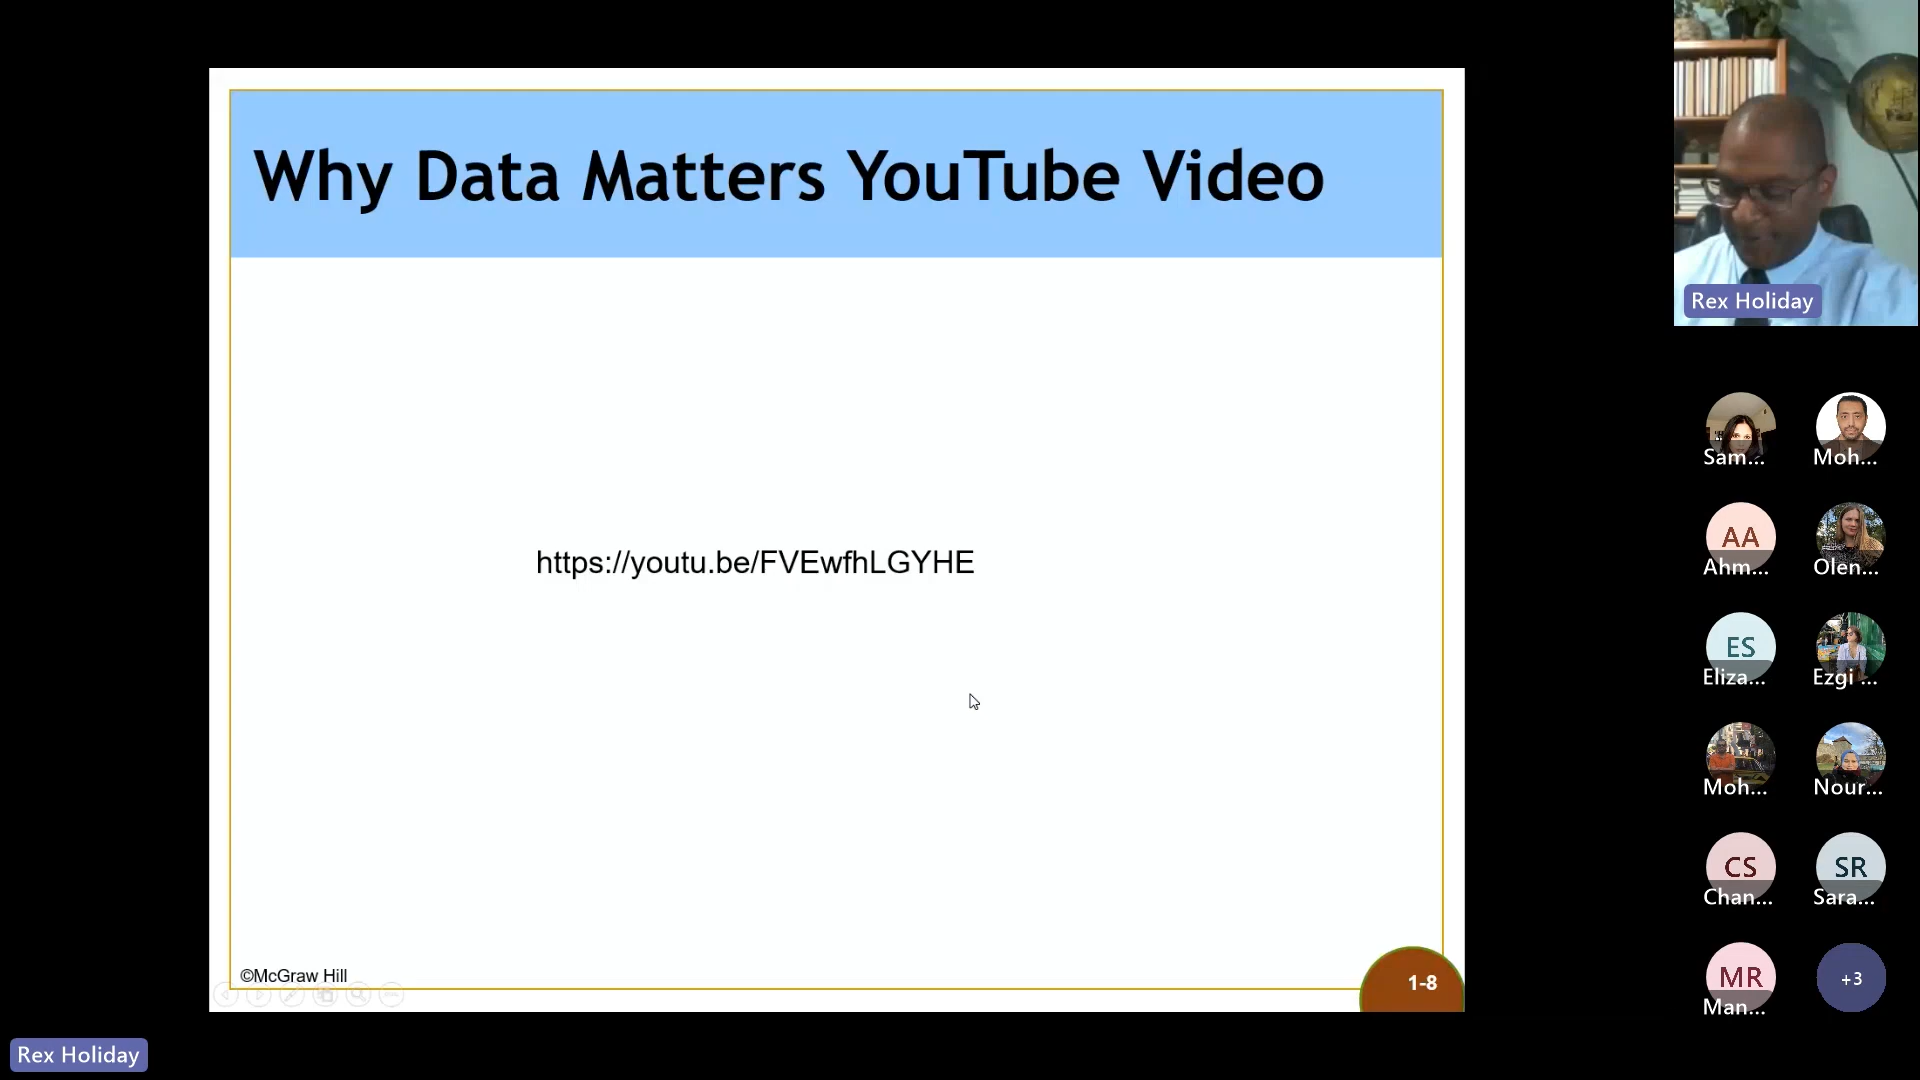 Why Data Matters YouTube Video
https://youtu.be/FVEwfhLGYHE
©McGraw Hill
1-8
Rex Holiday
Rex Holiday
Sam...
Moh...
AA
Ahm...
Olen...
ES
Eliza...
Ezgi ...
Moh...
Nour...
CS
Chan...
SR
Sara...
MR
Man...
+3